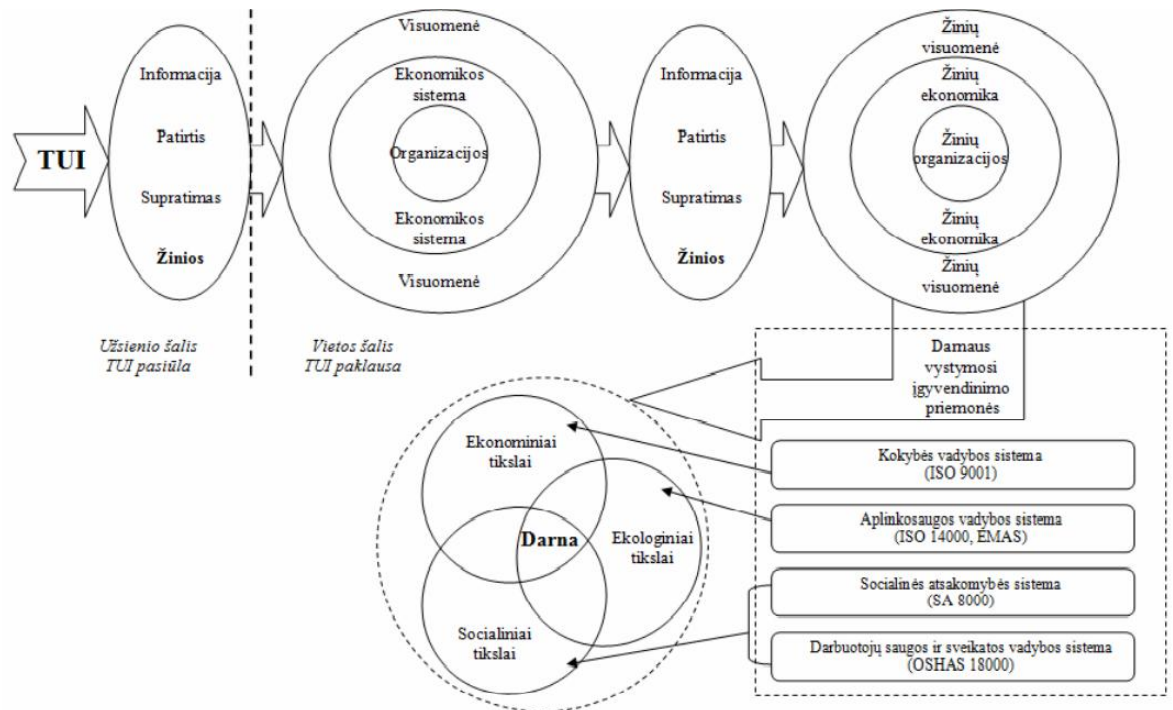 TUI
Informacija
Patirtis
Supratimas
Žinios
Visuomenė
Ekonomikos
sistema
Organizacijos
Ekonomikos
sistema
Visuomenė
Informacija
Patirtis
Supratimas
Žinios
Žinių
visuomenė
Žinių
ekonomika
Žinių
organizacijos
Žinių
ekonomika
Žinių
visuomenė
Užsienio šalis
TUI pasiūla
Vietos šalis
TUI paklausa
Darnaus
vystymosi
įgyvendinimo
priemonės
Ekonominiai
tikslai
Darna
Ekologiniai
tikslai
Socialiniai
tikslai
Kokybės vadybos sistema
(ISO 9001)
Aplinkosaugos vadybos sistema
(ISO 14000, EMAS)
Socialinės atsakomybės sistema
(SA 8000)
Darbuotojų saugos ir sveikatos vadybos sistema
(OSHAS 18000)